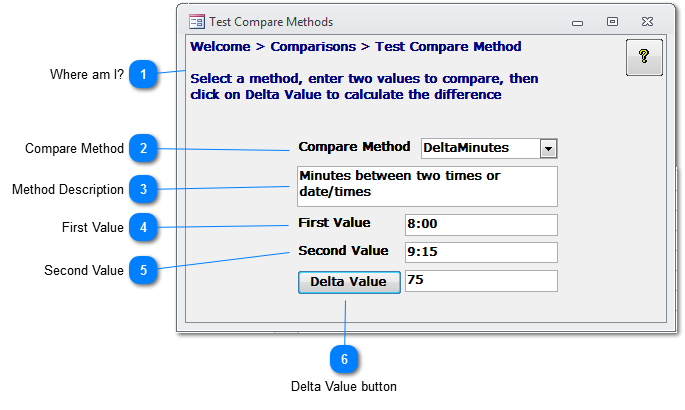 Test Compare Methods
Welcome > Comparisons > Test Compare Method
?
Where am I? 1
Select a method, enter two values to compare, then
click on Delta Value to calculate the difference
Compare Method 2
Compare Method DeltaMinutes
Method Description 3
Minutes between two times or
date/times
First Value 4
First Value 8:00
Second Value 5
Second Value 9:15
Delta Value 75
6
Delta Value button